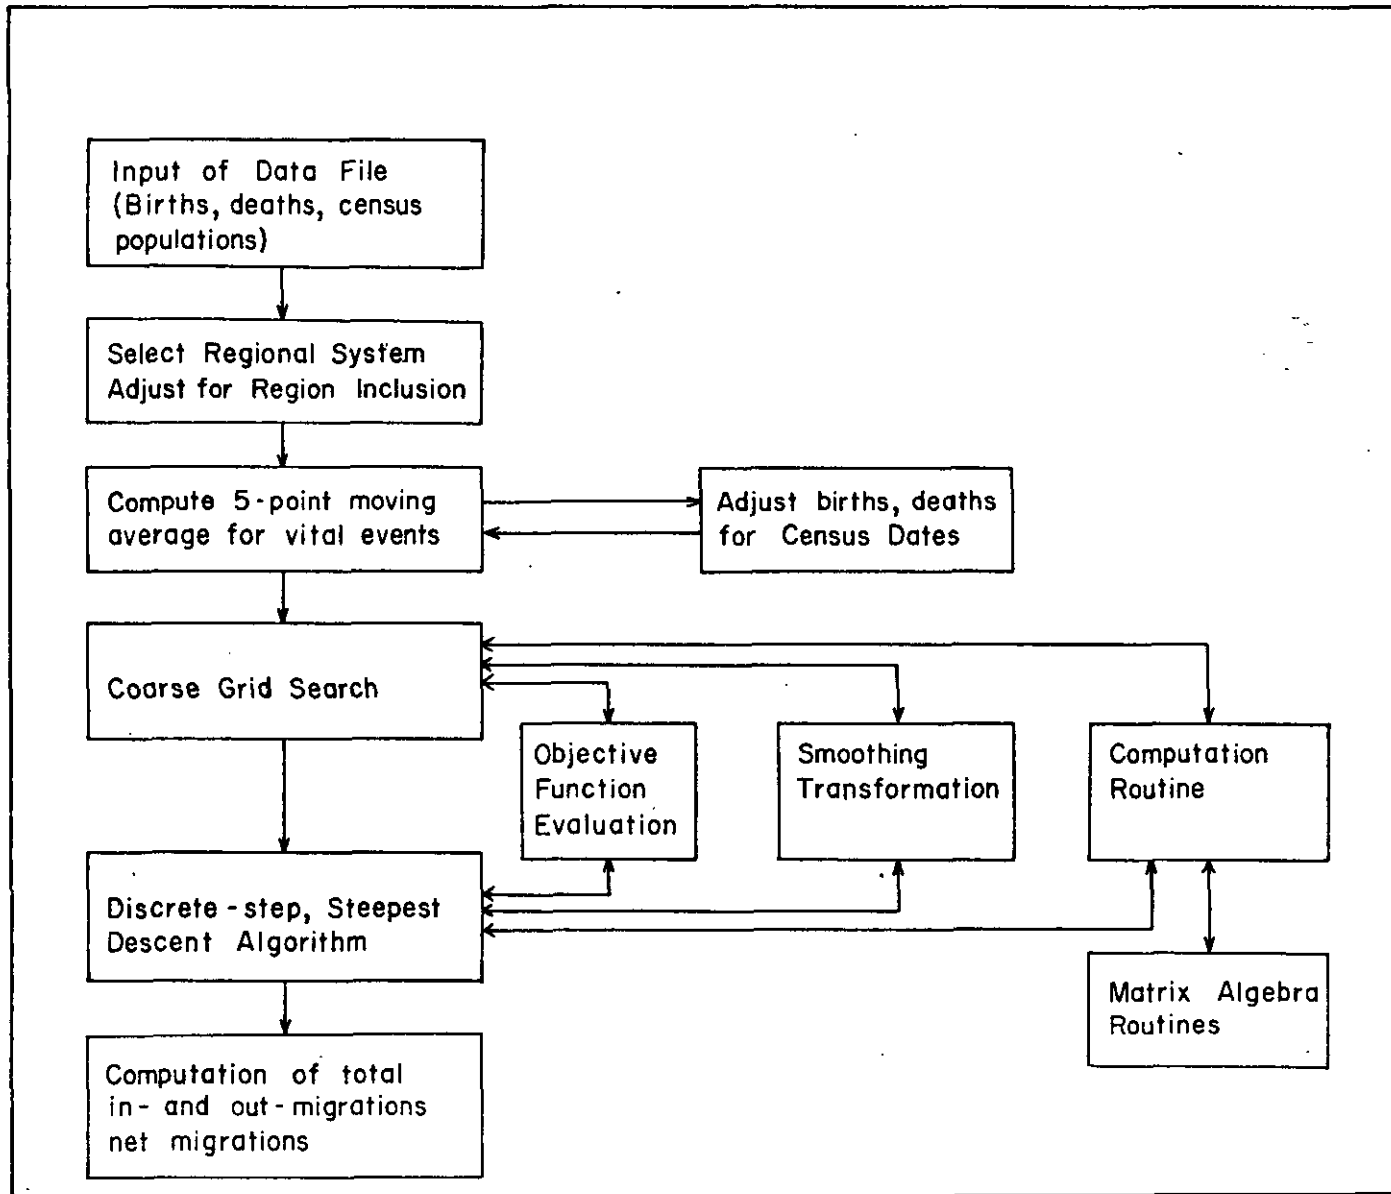 Input of Data File
(Births, deaths, census
populations)
Select Regional System
Adjust for Region Inclusion
Compute 5-point moving
average for vital events
Adjust births, deaths
for Census Dates
Coarse Grid Search
Objective
Function
Evaluation
Smoothing
Transformation
Computation
Routine
Discrete-step, Steepest
Descent Algorithm
Matrix Algebra
Routines
Computation of total
in- and out-migrations
net migrations